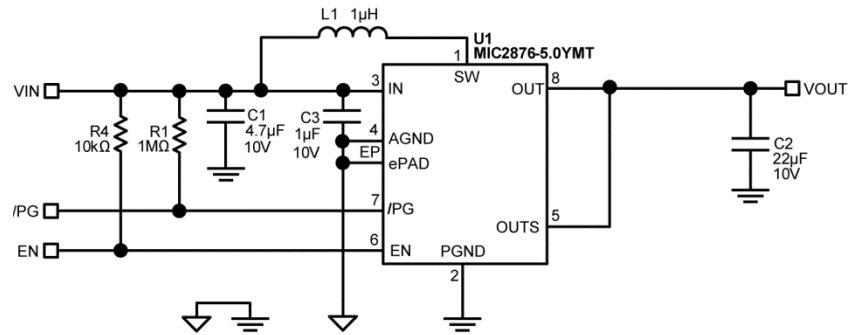 L1 1µH
U1
MIC2876-5.0YMT
1
SW
VIN
3
IN
OUT
8
VOUT
R4
10kΩ
R1
1MΩ
C1
4.7µF
10V
C3
1µF
10V
4
AGND
EP
ePAD
C2
22µF
10V
/PG
7
/PG
OUTS
5
EN
6
EN
PGND
2